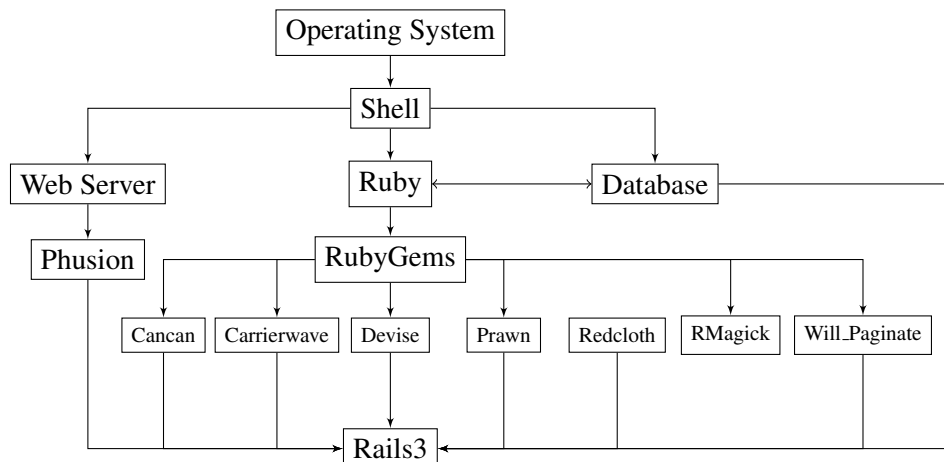 Operating System
Shell
Web Server
Ruby
Database
Phusion
RubyGems
Cancan
Carrierwave
Devise
Prawn
Redcloth
RMagick
Will_Paginate
Rails3